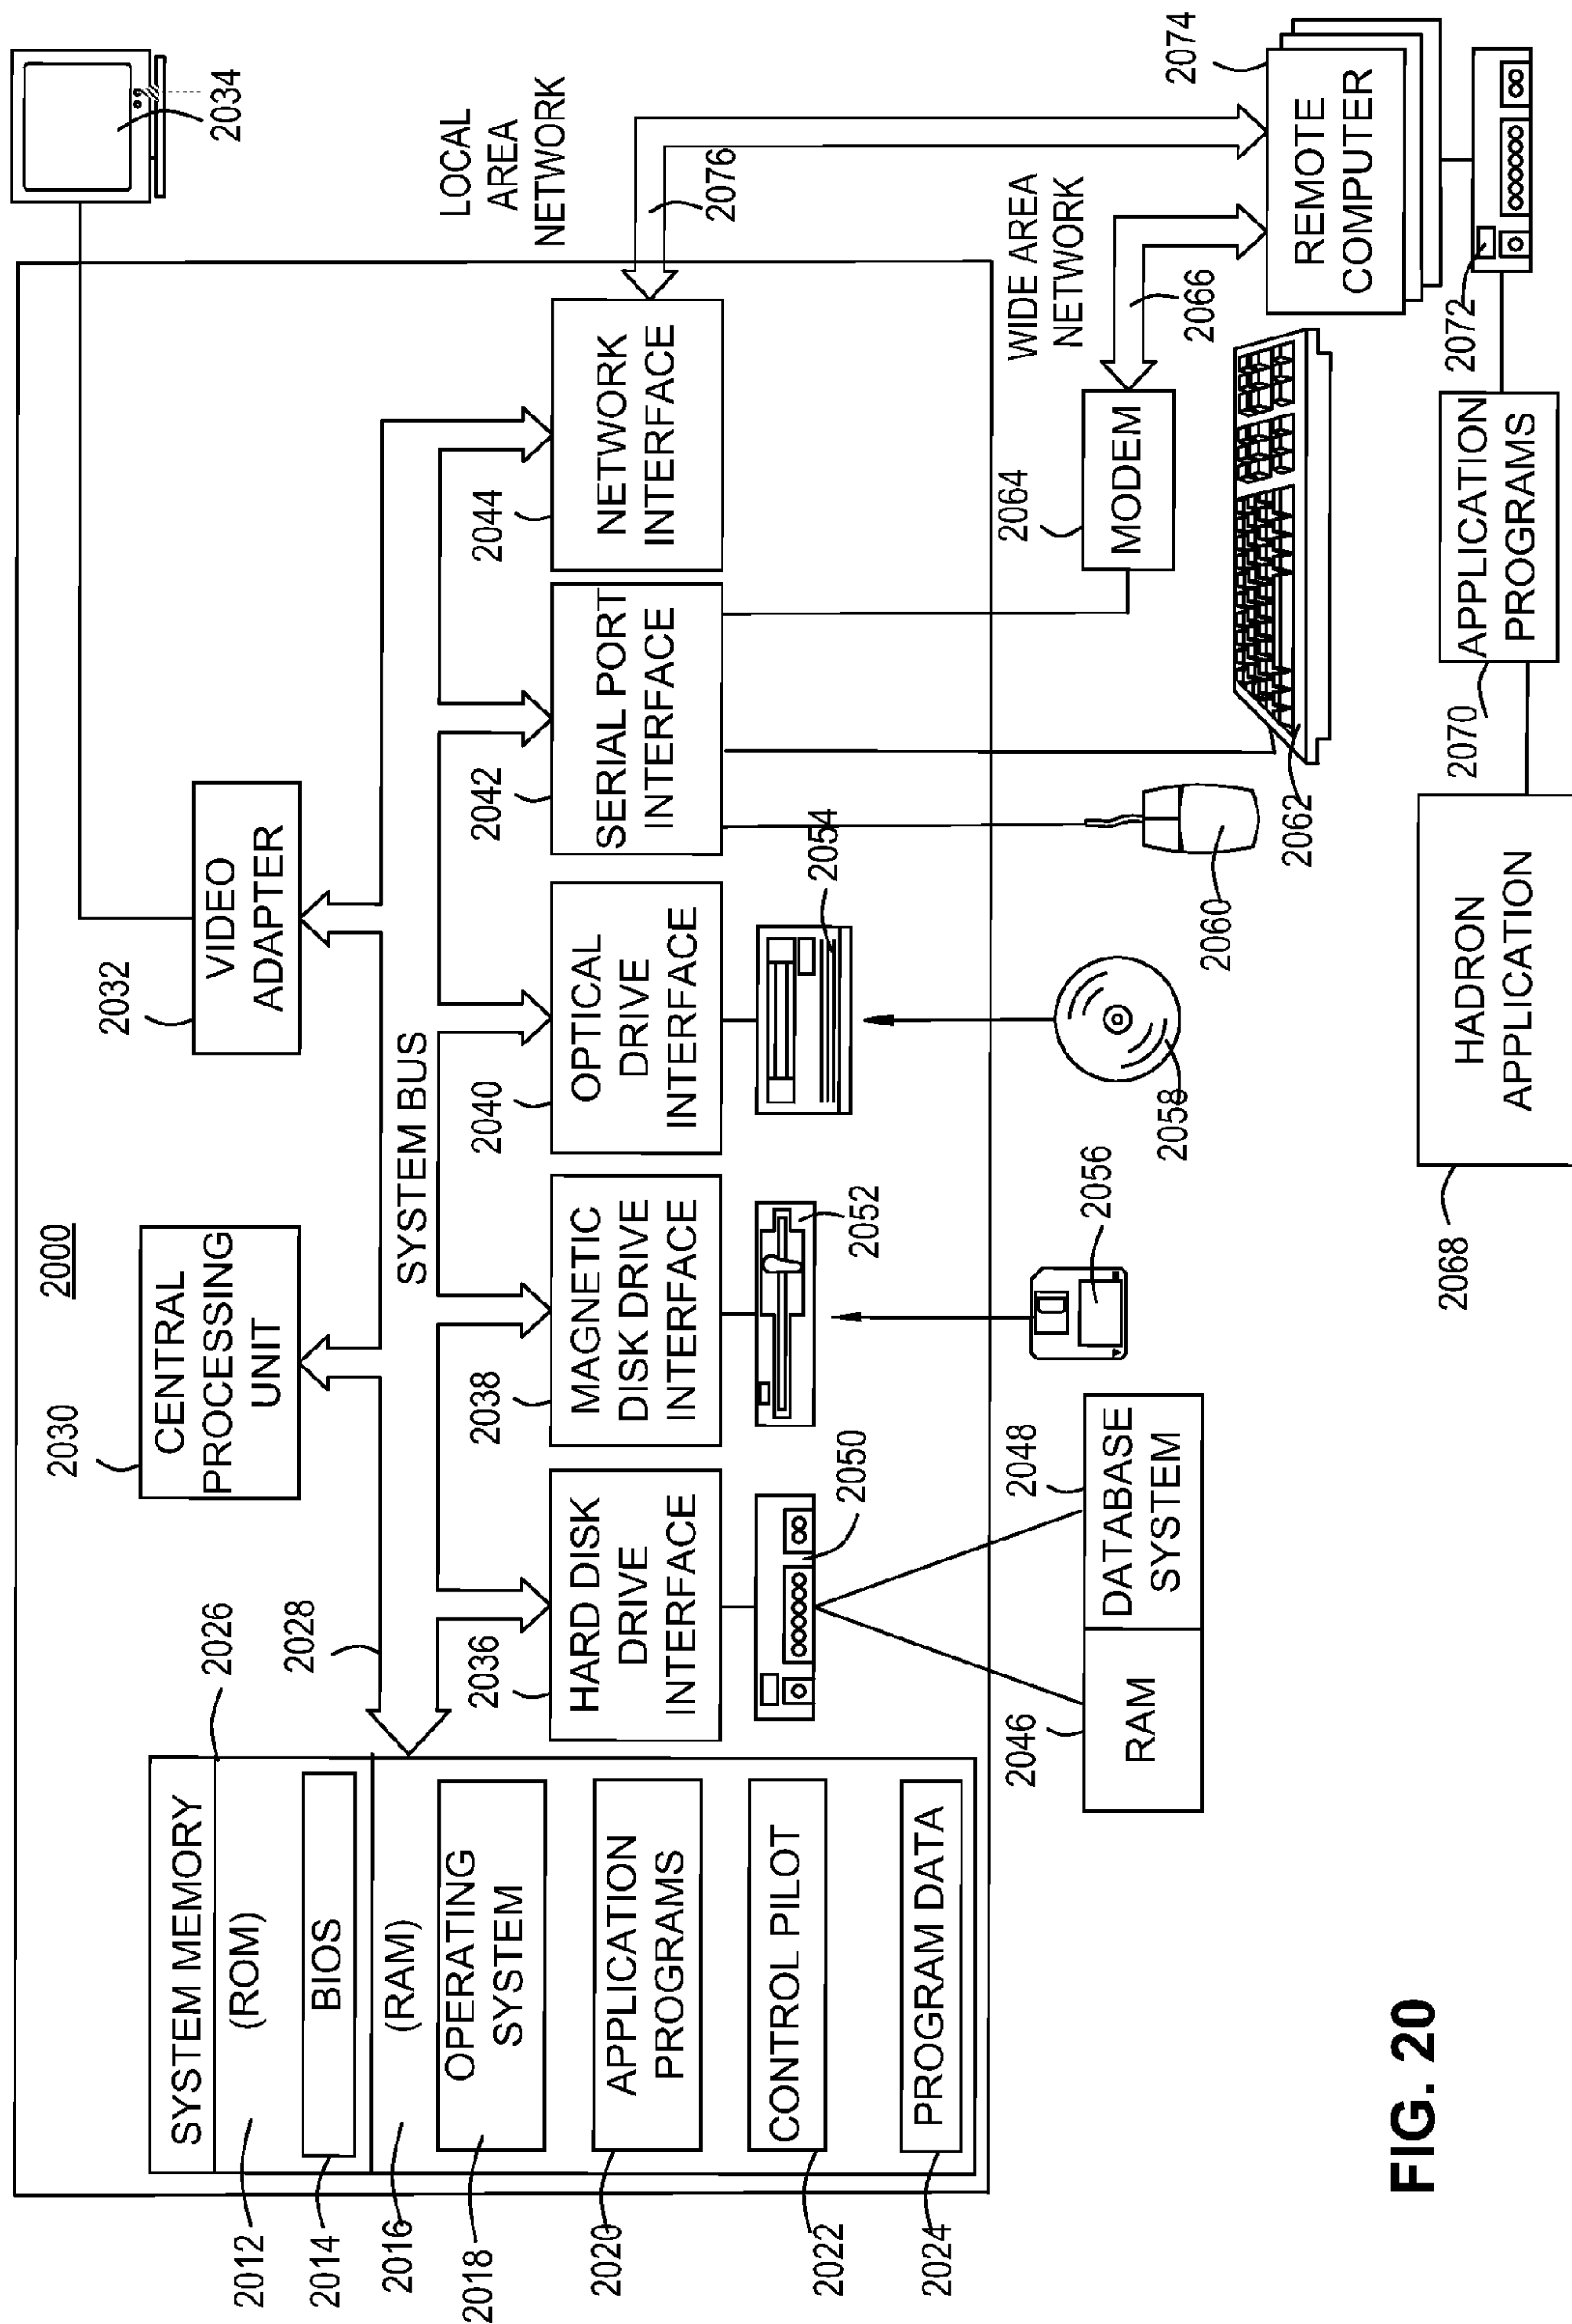 2000
SYSTEM MEMORY
2026
2012
(ROM)
2014
BIOS
2016
(RAM)
2018
OPERATING
SYSTEM
2020
APPLICATION
PROGRAMS
2022
CONTROL PILOT
2024
PROGRAM DATA
2028
2030
CENTRAL
PROCESSING
UNIT
2032
VIDEO
ADAPTER
2034
SYSTEM BUS
2036
HARD DISK
DRIVE
INTERFACE
2038
MAGNETIC
DISK DRIVE
INTERFACE
2040
OPTICAL
DRIVE
INTERFACE
2042
SERIAL PORT
INTERFACE
2044
NETWORK
INTERFACE
LOCAL
AREA
NETWORK
2076
2050
2052
2054
2046
RAM
2048
DATABASE
SYSTEM
2056
2058
2060
2062
2064
MODEM
WIDE AREA
NETWORK
2066
2074
REMOTE
COMPUTER
2072
2068
HADRON
APPLICATION
2070
APPLICATION
PROGRAMS
FIG. 20